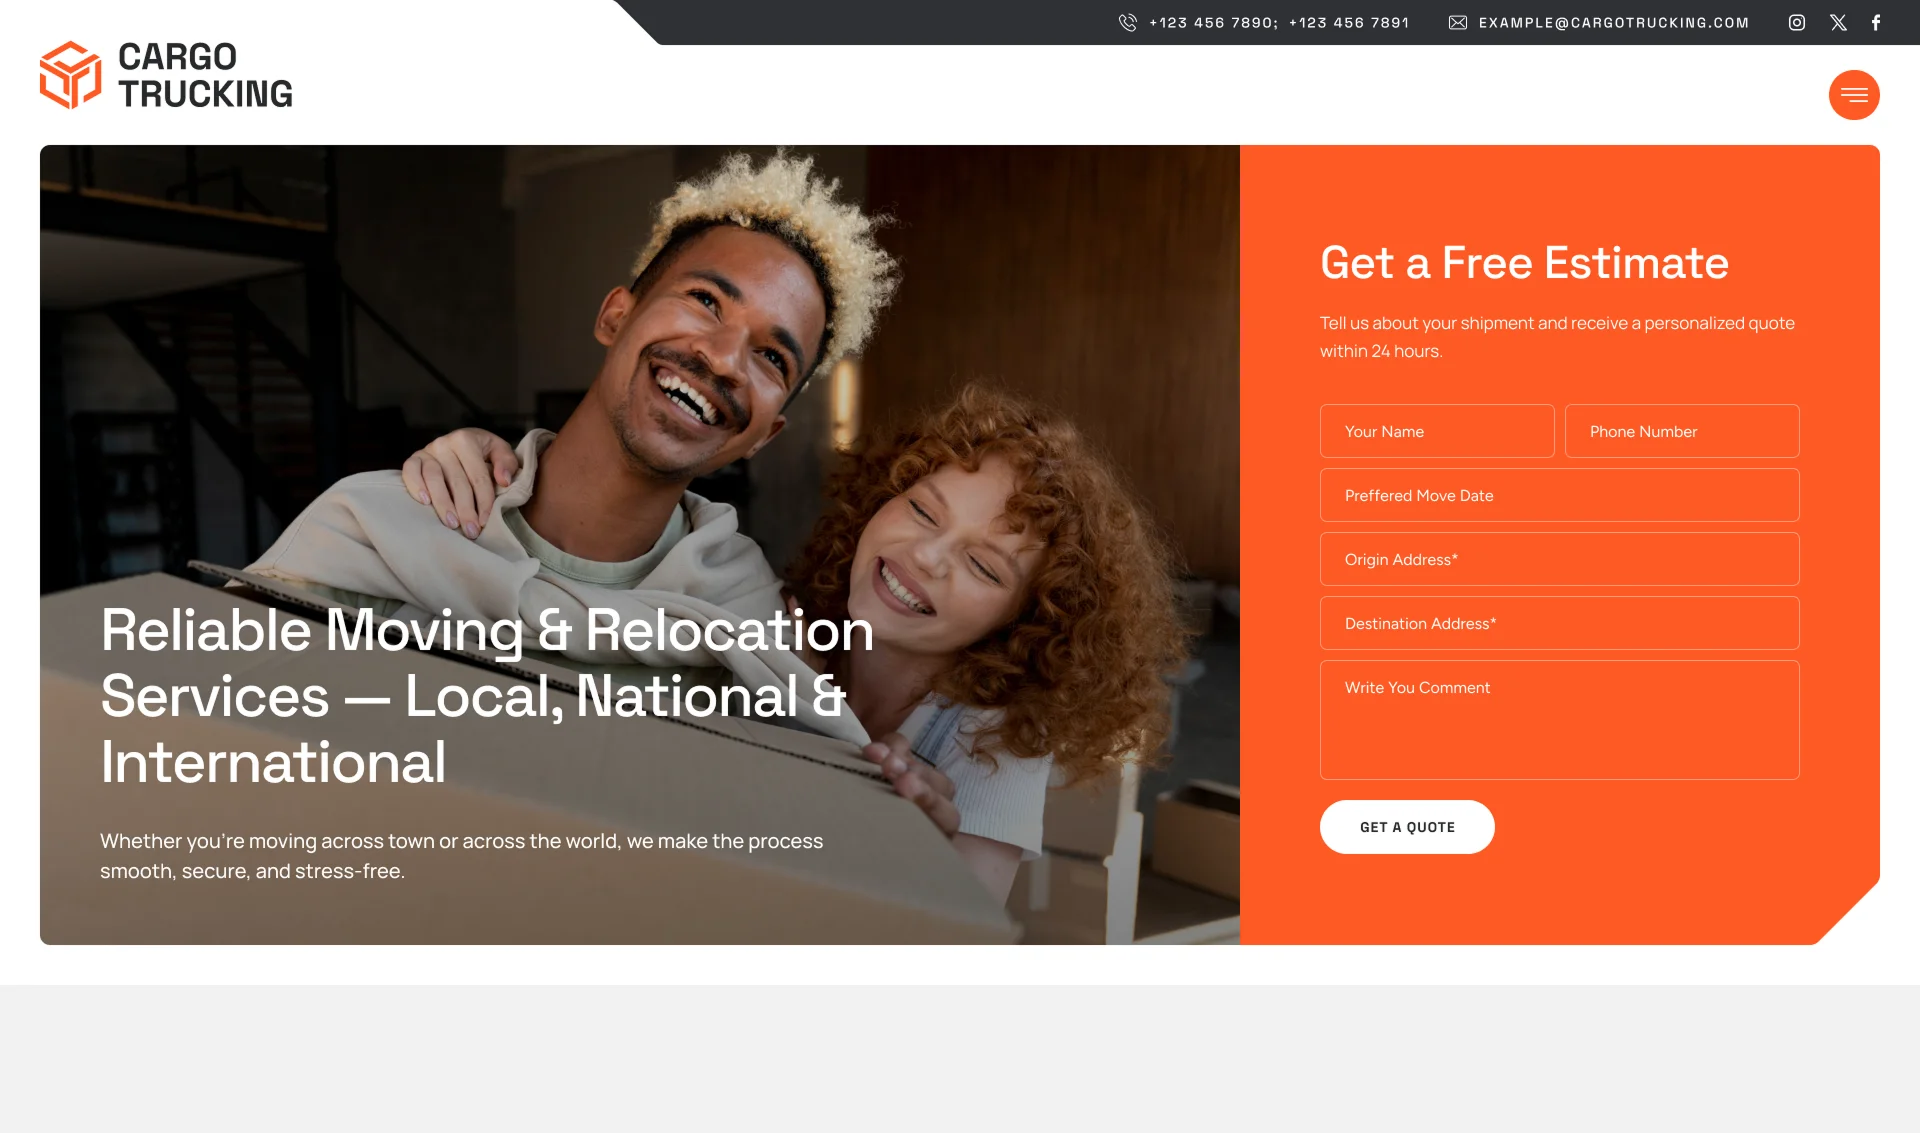 +123 456 7890; +123 456 7891
EXAMPLE@CARGOTRUCKING.COM
CARGO
TRUCKING
Reliable Moving & Relocation
Services — Local, National &
International
Whether you're moving across town or across the world, we make the process
smooth, secure, and stress-free.
Get a Free Estimate
Tell us about your shipment and receive a personalized quote
within 24 hours.
Your Name
Phone Number
Preffered Move Date
Origin Address*
Destination Address*
Write You Comment
GET A QUOTE